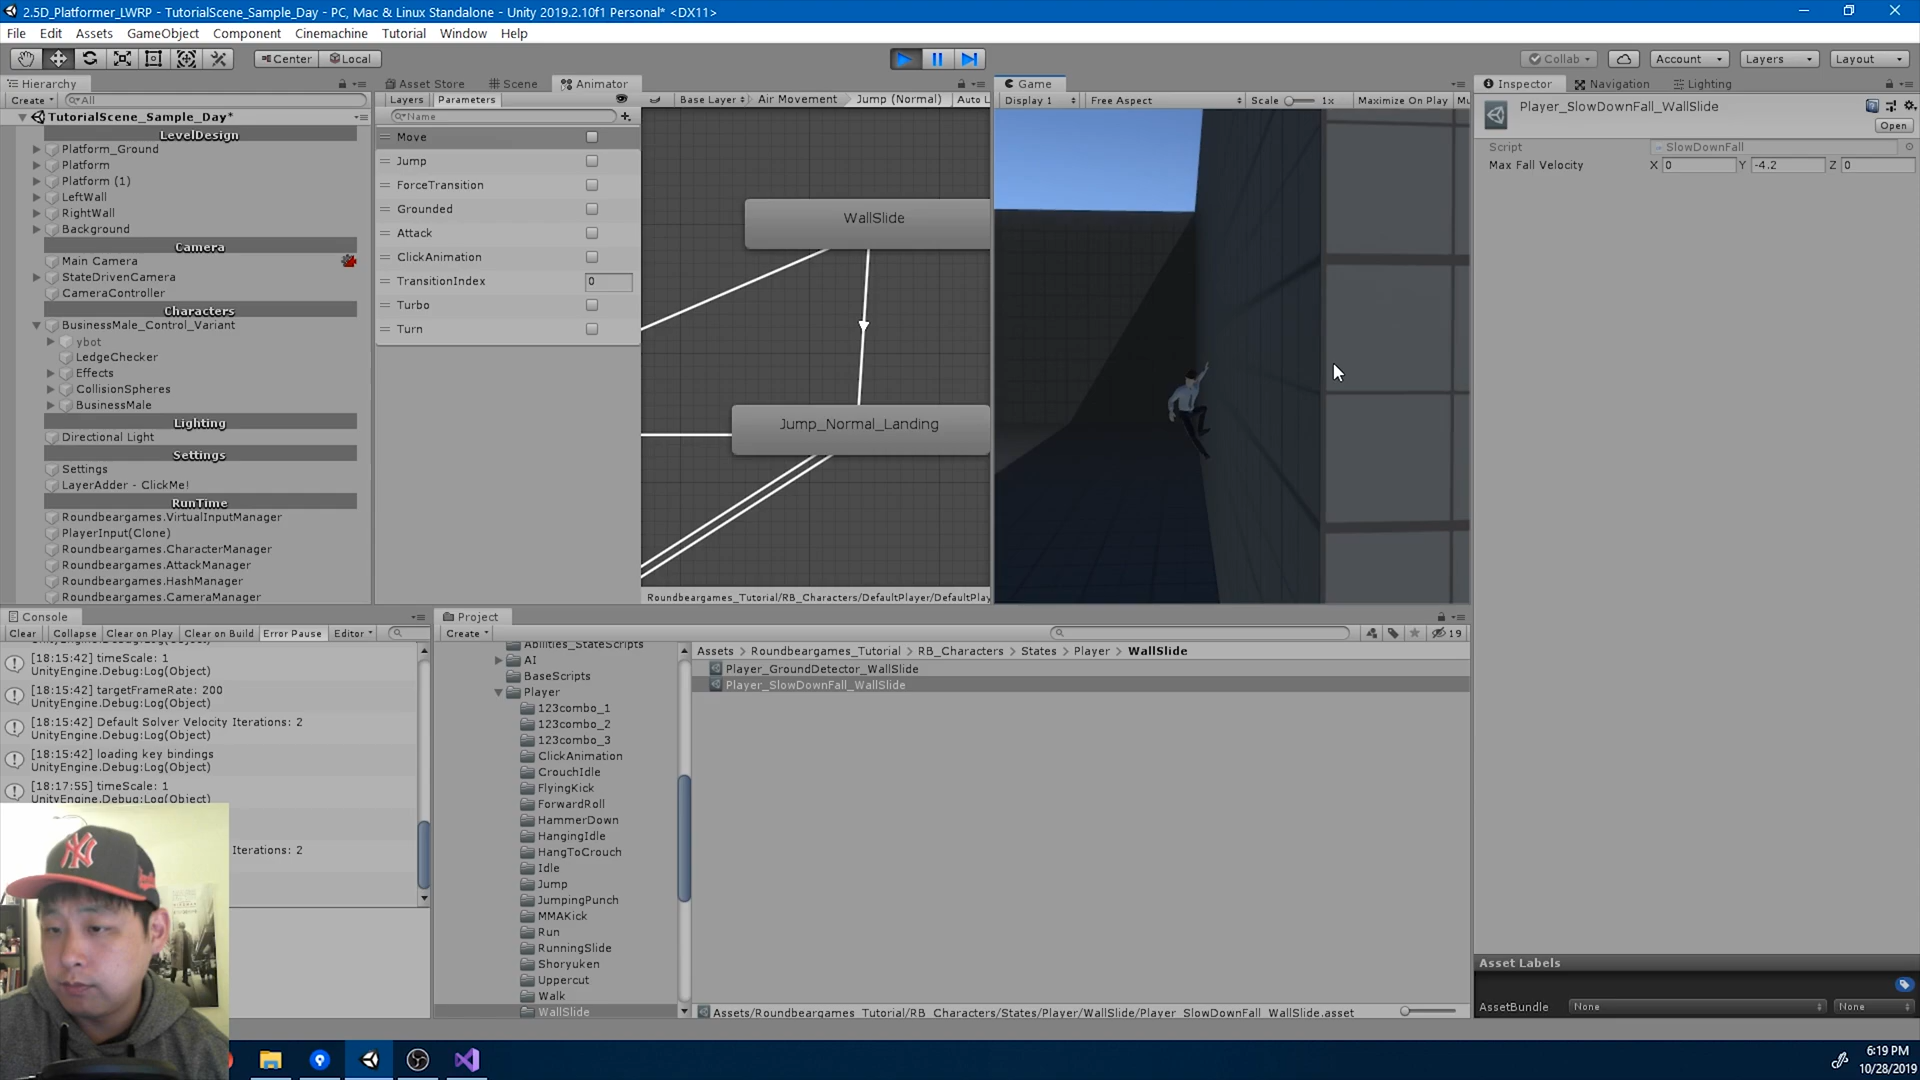 2.5D_Platformer_LWRP - TutorialScene_Sample_Day - PC, Mac & Linux Standalone - Unity 2019.2.10f1 Personal* <DX11>
File Edit Assets GameObject Component Cinemachine Tutorial Window Help
Center Local
Collab Account Layers Layout
Hierarchy
Create All
TutorialScene_Sample_Day*
LevelDesign
Platform_Ground
Platform
Platform (1)
LeftWall
RightWall
Background
Camera
Main Camera
StateDrivenCamera
CameraController
Characters
BusinessMale_Control_Variant
ybot
LedgeChecker
Effects
CollisionSpheres
BusinessMale
Lighting
Directional Light
Settings
Settings
LayerAdder - ClickMe!
RunTime
Roundbeargames.VirtualInputManager
PlayerInput(Clone)
Roundbeargames.CharacterManager
Roundbeargames.AttackManager
Roundbeargames.HashManager
Roundbeargames.CameraManager
Asset Store Scene Animator
Layers Parameters
Base Layer Air Movement Jump (Normal) Auto L
Name
Move
Jump
ForceTransition
Grounded
Attack
ClickAnimation
TransitionIndex 0
Turbo
Turn
WallSlide
Jump_Normal_Landing
Roundbeargames_Tutorial/RB_Characters/DefaultPlayer/DefaultPlay
Game
Display 1 Free Aspect Scale 1x Maximize On Play Mu
Inspector Navigation Lighting
Player_SlowDownFall_WallSlide
Open
Script SlowDownFall
Max Fall Velocity X 0 Y -4.2 Z 0
Asset Labels
AssetBundle None None
Console
Clear Collapse Clear on Play Clear on Build Error Pause Editor
UnityEngine.Debug:Log(Object)
[18:15:42] timeScale: 1
UnityEngine.Debug:Log(Object)
[18:15:42] targetFrameRate: 200
UnityEngine.Debug:Log(Object)
[18:15:42] Default Solver Velocity Iterations: 2
UnityEngine.Debug:Log(Object)
[18:15:42] loading key bindings
UnityEngine.Debug:Log(Object)
[18:17:55] timeScale: 1
UnityEngine.Debug:Log(Object)
Iterations: 2
NY
Project
Create
19
Abilities_StateScripts
AI
BaseScripts
Player
123combo_1
123combo_2
123combo_3
ClickAnimation
CrouchIdle
FlyingKick
ForwardRoll
HammerDown
HangingIdle
HangToCrouch
Idle
Jump
JumpingPunch
MMAKick
Run
RunningSlide
Shoryuken
Uppercut
Walk
WallSlide
Assets Roundbeargames_Tutorial RB_Characters States Player WallSlide
Player_GroundDetector_WallSlide
Player_SlowDownFall_WallSlide
Assets/Roundbeargames_Tutorial/RB_Characters/States/Player/WallSlide/Player_SlowDownFall_WallSlide.asset
6:19 PM
10/28/2019